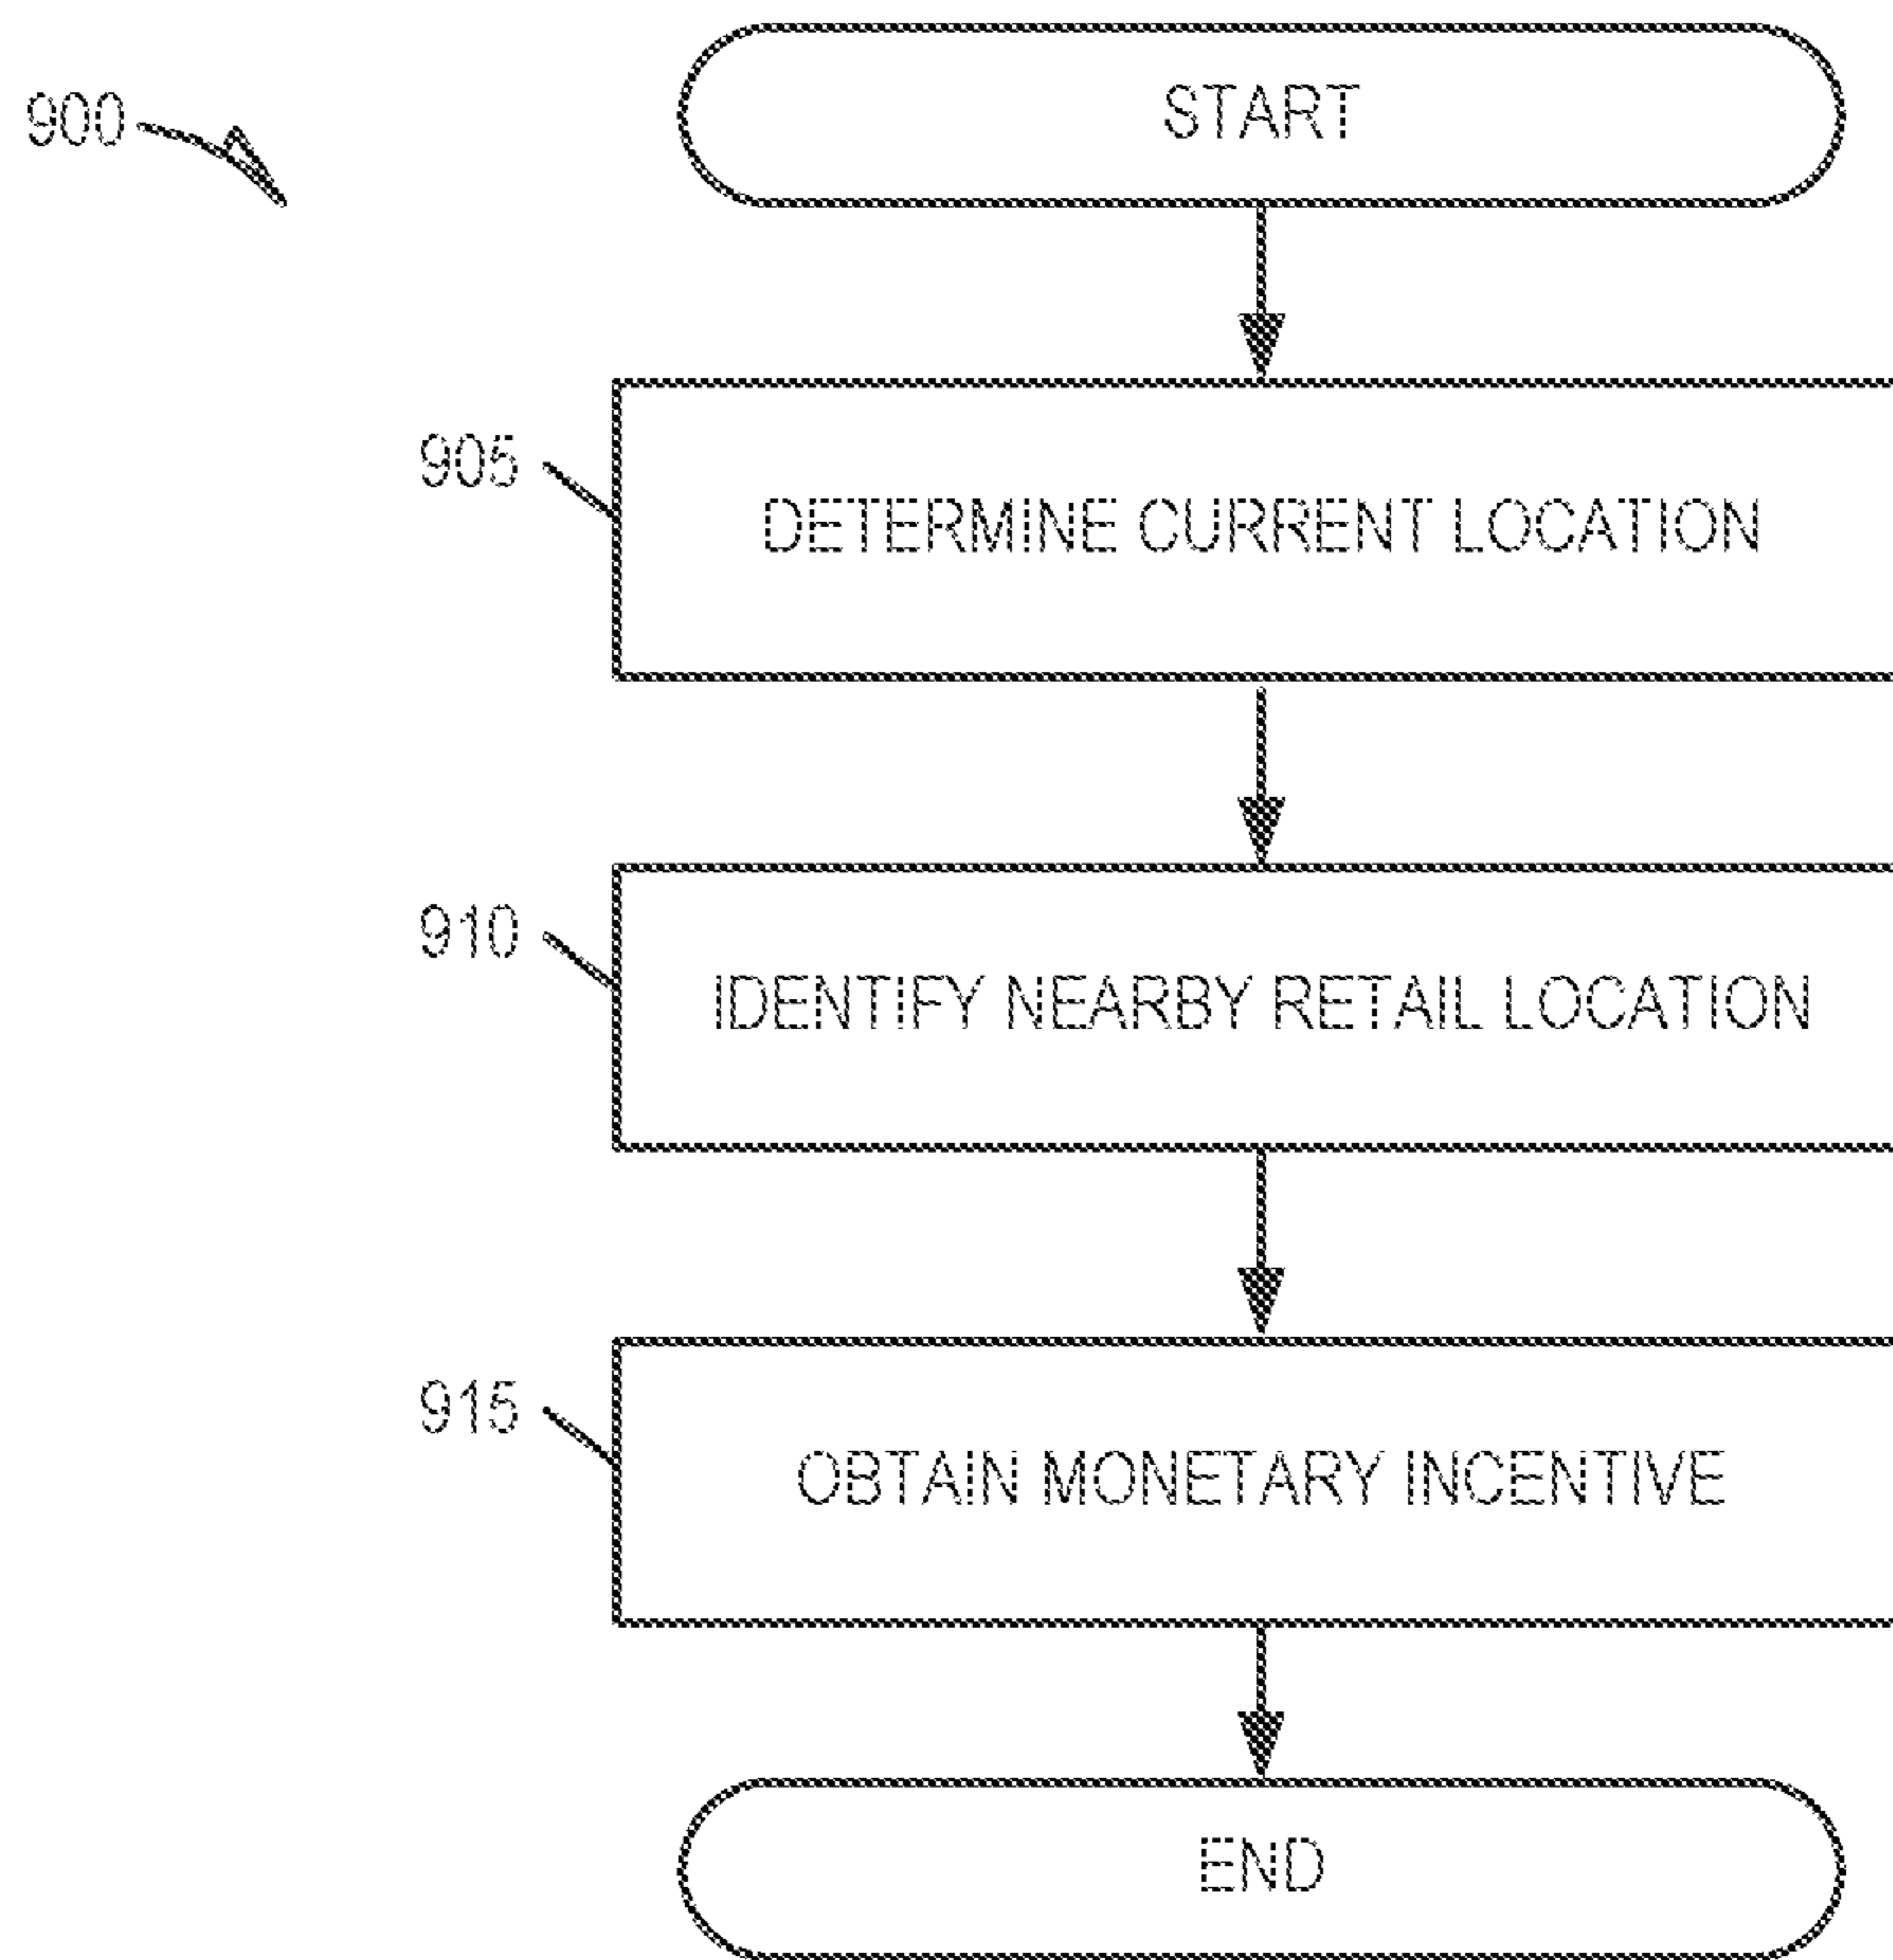 900
START
905
DETERMINE CURRENT LOCATION
910
IDENTIFY NEARBY RETAIL LOCATION
915
OBTAIN MONETARY INCENTIVE
END